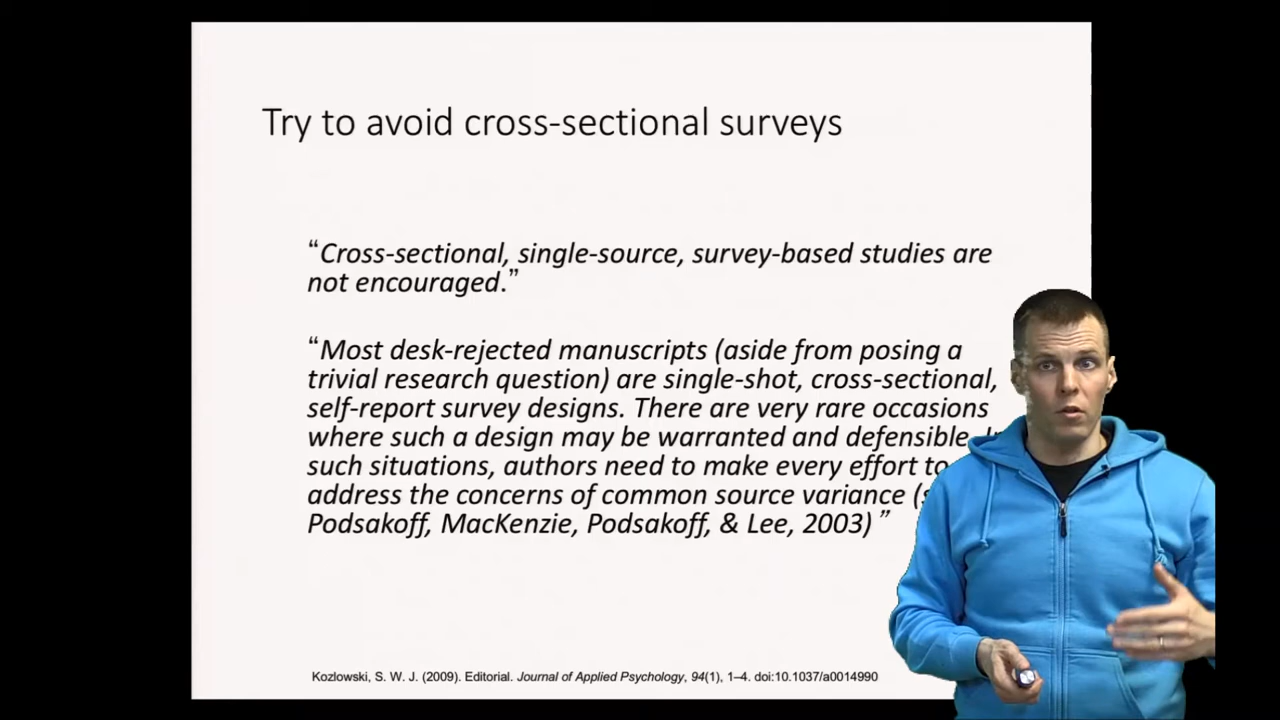 Try to avoid cross-sectional surveys
“Cross-sectional, single-source, survey-based studies are
not encouraged.”
“Most desk-rejected manuscripts (aside from posing a
trivial research question) are single-shot, cross-sectional,
self-report survey designs. There are very rare occasions
where such a design may be warranted and defensible.
such situations, authors need to make every effort to
address the concerns of common source variance
Podsakoff, MacKenzie, Podsakoff, & Lee, 2003) ”
Kozlowski, S. W. J. (2009). Editorial. Journal of Applied Psychology, 94(1), 1–4. doi:10.1037/a0014990